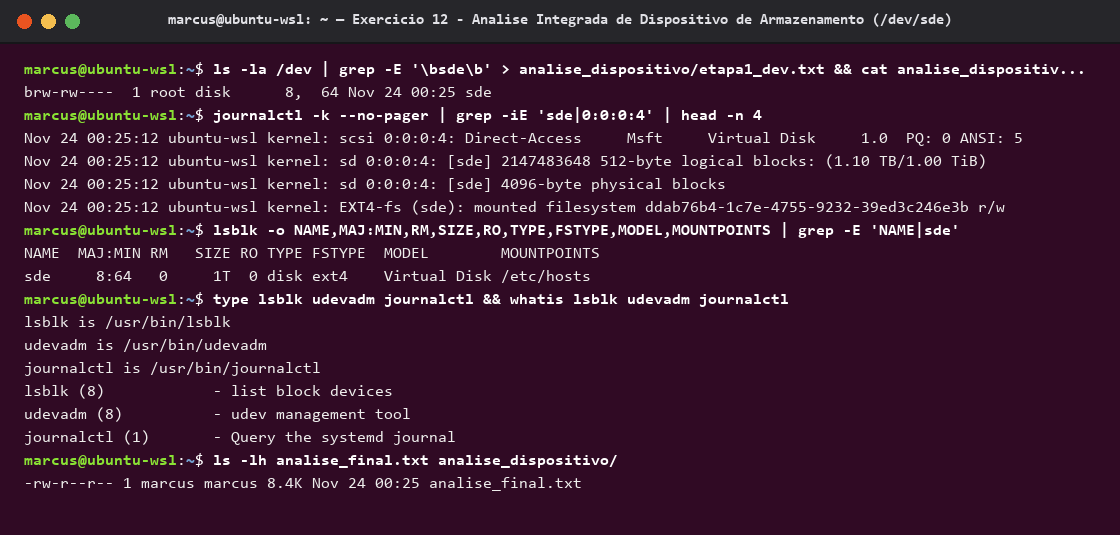 marcus@ubuntu-wsl: ~ — Exercicio 12 - Analise Integrada de Dispositivo de Armazenamento (/dev/sde)
marcus@ubuntu-wsl:~$ ls -la /dev | grep -E '\bsde\b' > analise_dispositivo/etapa1_dev.txt && cat analise_dispositiv...
brw-rw----  1 root disk      8,  64 Nov 24 00:25 sde
marcus@ubuntu-wsl:~$ journalctl -k --no-pager | grep -iE 'sde|0:0:0:4' | head -n 4
Nov 24 00:25:12 ubuntu-wsl kernel: scsi 0:0:0:4: Direct-Access     Msft     Virtual Disk     1.0  PQ: 0 ANSI: 5
Nov 24 00:25:12 ubuntu-wsl kernel: sd 0:0:0:4: [sde] 2147483648 512-byte logical blocks: (1.10 TB/1.00 TiB)
Nov 24 00:25:12 ubuntu-wsl kernel: sd 0:0:0:4: [sde] 4096-byte physical blocks
Nov 24 00:25:12 ubuntu-wsl kernel: EXT4-fs (sde): mounted filesystem ddab76b4-1c7e-4755-9232-39ed3c246e3b r/w
marcus@ubuntu-wsl:~$ lsblk -o NAME,MAJ:MIN,RM,SIZE,RO,TYPE,FSTYPE,MODEL,MOUNTPOINTS | grep -E 'NAME|sde'
NAME  MAJ:MIN RM   SIZE RO TYPE FSTYPE  MODEL        MOUNTPOINTS
sde     8:64   0     1T  0 disk ext4    Virtual Disk /etc/hosts
marcus@ubuntu-wsl:~$ type lsblk udevadm journalctl && whatis lsblk udevadm journalctl
lsblk is /usr/bin/lsblk
udevadm is /usr/bin/udevadm
journalctl is /usr/bin/journalctl
lsblk (8)            - list block devices
udevadm (8)          - udev management tool
journalctl (1)       - Query the systemd journal
marcus@ubuntu-wsl:~$ ls -lh analise_final.txt analise_dispositivo/
-rw-r--r-- 1 marcus marcus 8.4K Nov 24 00:25 analise_final.txt